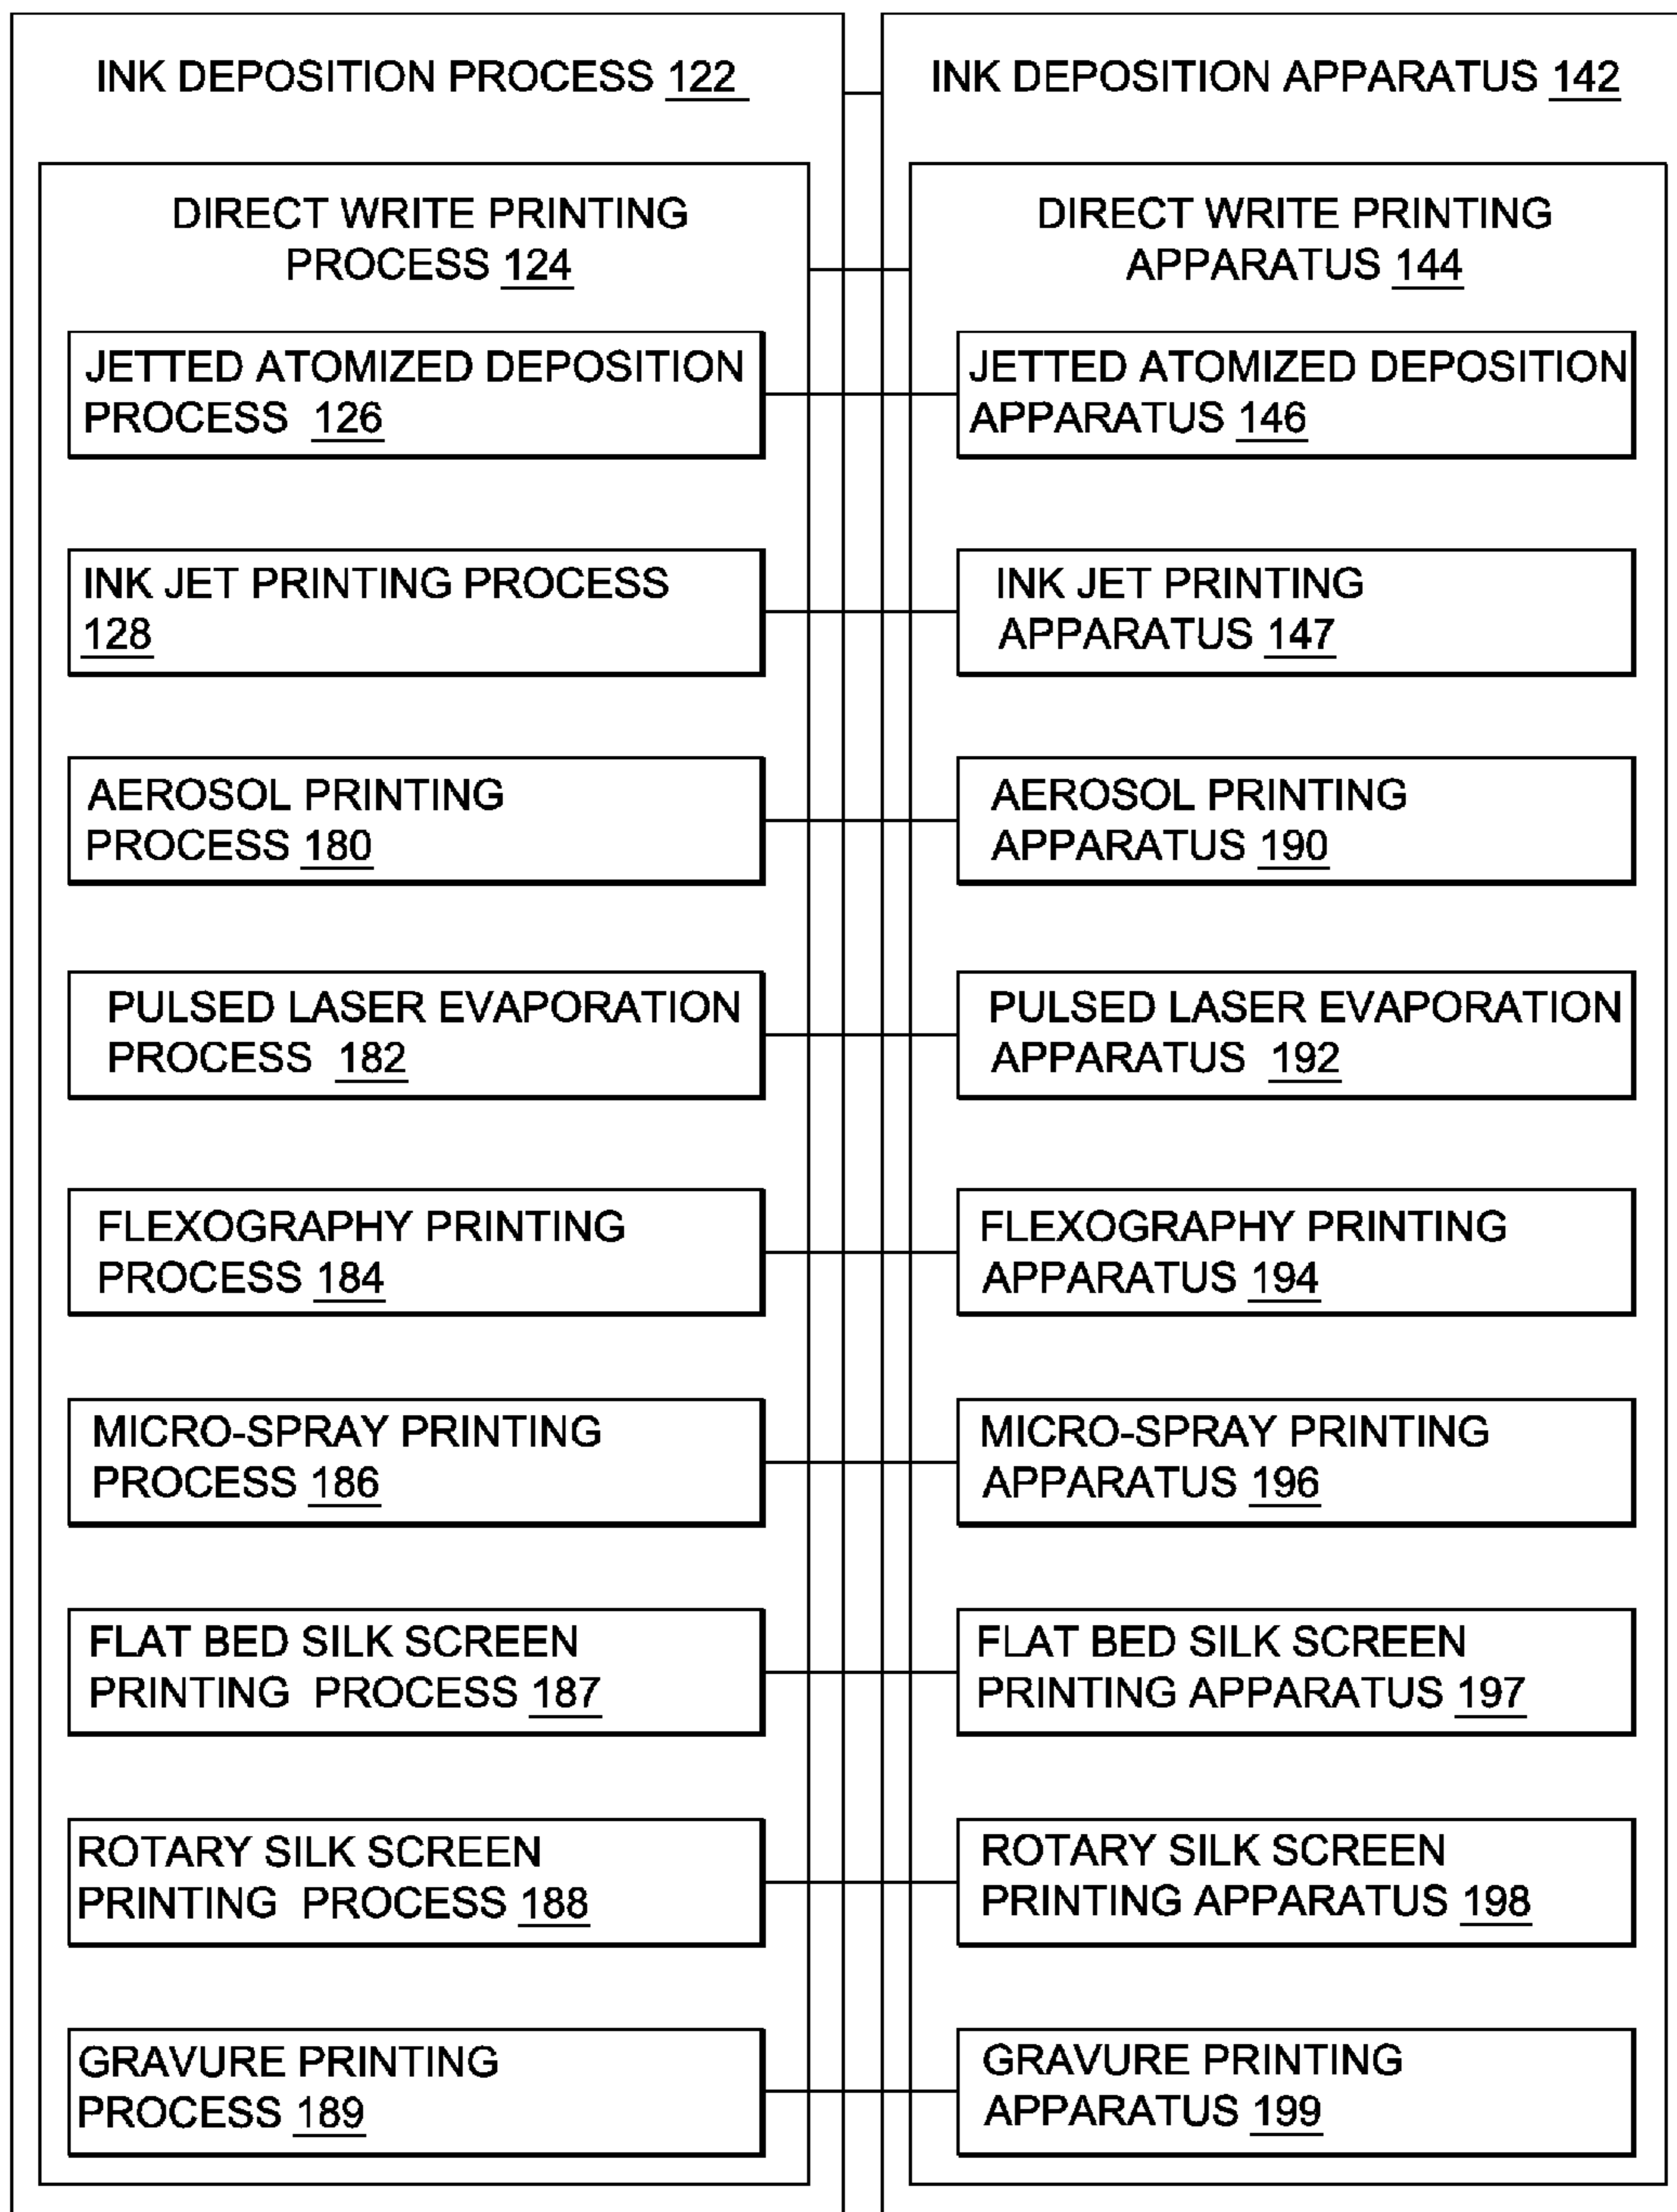 INK DEPOSITION PROCESS 122
DIRECT WRITE PRINTING
PROCESS 124
JETTED ATOMIZED DEPOSITION
PROCESS 126
INK JET PRINTING PROCESS
128
AEROSOL PRINTING
PROCESS 180
PULSED LASER EVAPORATION
PROCESS 182
FLEXOGRAPHY PRINTING
PROCESS 184
MICRO-SPRAY PRINTING
PROCESS 186
FLAT BED SILK SCREEN
PRINTING PROCESS 187
ROTARY SILK SCREEN
PRINTING PROCESS 188
GRAVURE PRINTING
PROCESS 189
INK DEPOSITION APPARATUS 142
DIRECT WRITE PRINTING
APPARATUS 144
JETTED ATOMIZED DEPOSITION
APPARATUS 146
INK JET PRINTING
APPARATUS 147
AEROSOL PRINTING
APPARATUS 190
PULSED LASER EVAPORATION
APPARATUS 192
FLEXOGRAPHY PRINTING
APPARATUS 194
MICRO-SPRAY PRINTING
APPARATUS 196
FLAT BED SILK SCREEN
PRINTING APPARATUS 197
ROTARY SILK SCREEN
PRINTING APPARATUS 198
GRAVURE PRINTING
APPARATUS 199